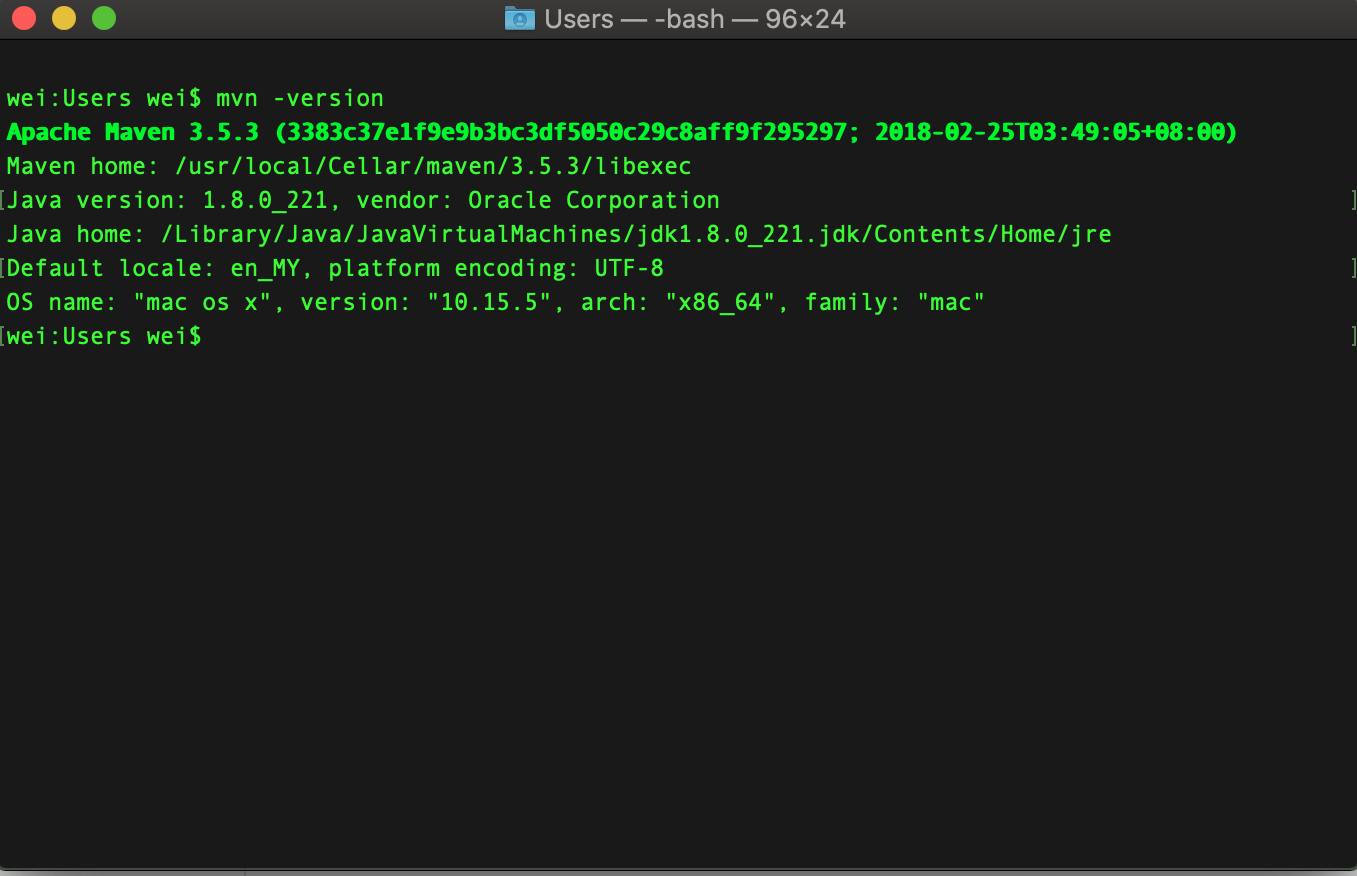 Users — -bash — 96×24
wei:Users wei$ mvn -version
Apache Maven 3.5.3 (3383c37e1f9e9b3bc3df5050c29c8aff9f295297; 2018-02-25T03:49:05+08:00)
Maven home: /usr/local/Cellar/maven/3.5.3/libexec
[Java version: 1.8.0_221, vendor: Oracle Corporation ]
Java home: /Library/Java/JavaVirtualMachines/jdk1.8.0_221.jdk/Contents/Home/jre
[Default locale: en_MY, platform encoding: UTF-8 ]
OS name: "mac os x", version: "10.15.5", arch: "x86_64", family: "mac"
[wei:Users wei$ ]